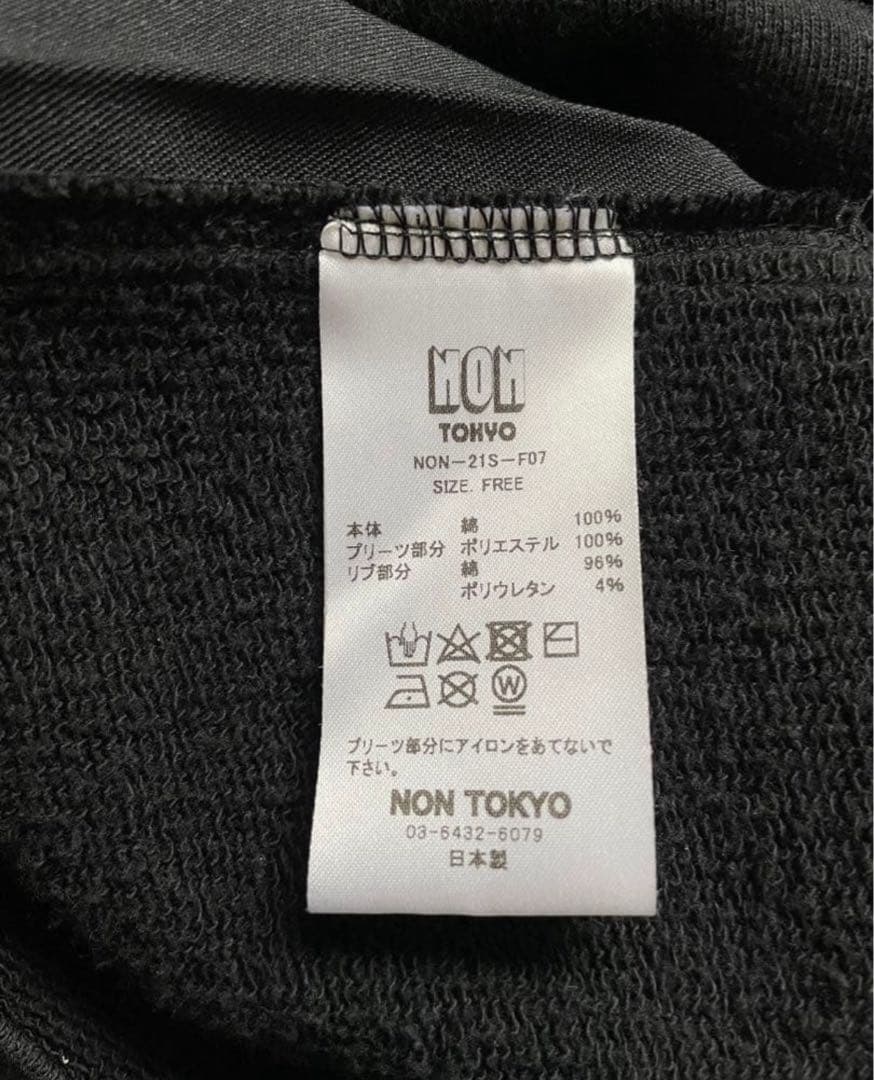 NON
TOKYO
NON-21S-F07
SIZE. FREE
本体 綿 100%
プリーツ部分 ポリエステル 100%
リブ部分 綿 96%
ポリウレタン 4%
W
プリーツ部分にアイロンをあてないで
下さい。
NON TOKYO
03-6432-6079
日本製